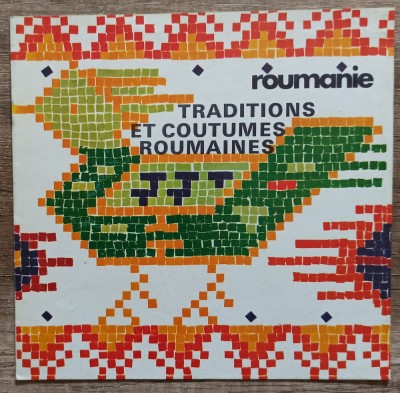 roumanie
TRADITIONS
ET COUTUMES
ROUMAINES